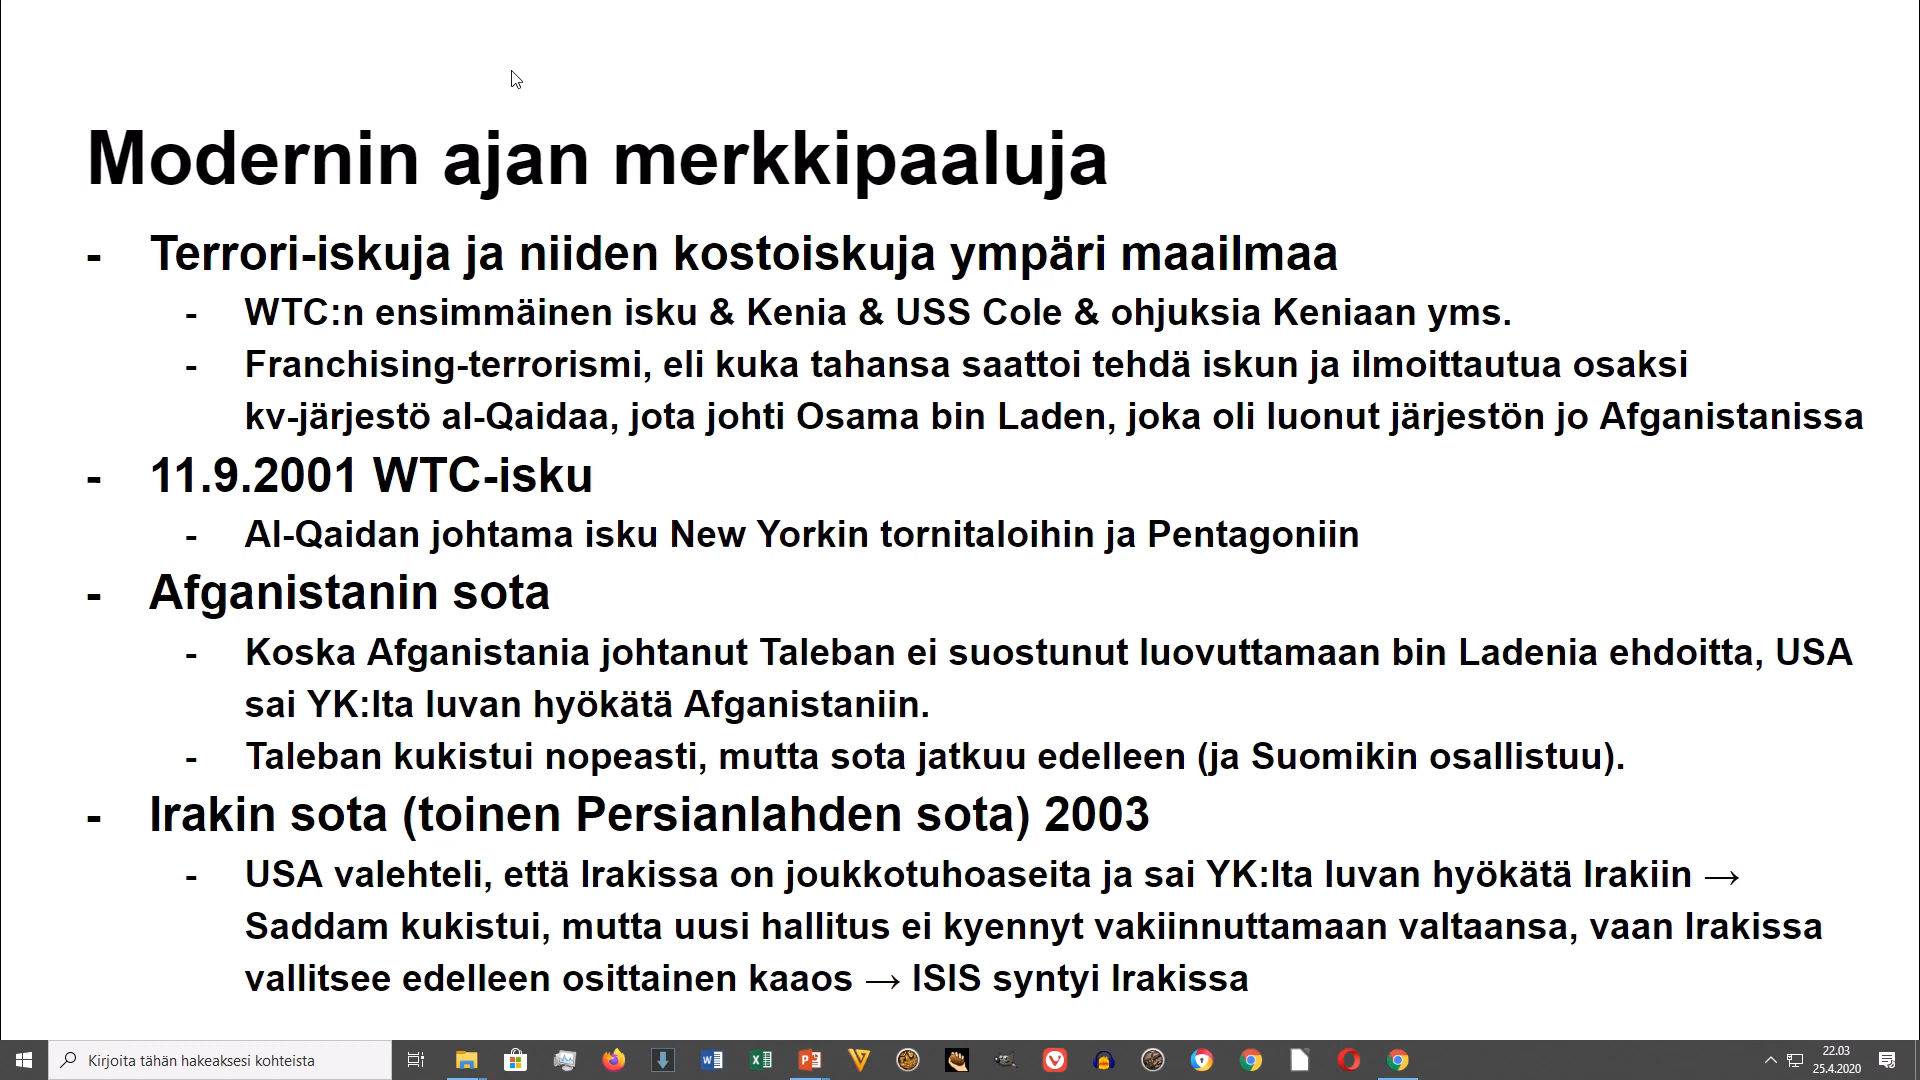 Modernin ajan merkkipaaluja
- Terrori-iskuja ja niiden kostoiskuja ympäri maailmaa
- WTC:n ensimmäinen isku & Kenia & USS Cole & ohjuksia Keniaan yms.
- Franchising-terrorismi, eli kuka tahansa saattoi tehdä iskun ja ilmoittautua osaksi
kv-järjestö al-Qaidaa, jota johti Osama bin Laden, joka oli luonut järjestön jo Afganistanissa
- 11.9.2001 WTC-isku
- Al-Qaidan johtama isku New Yorkin tornitaloihin ja Pentagoniin
- Afganistanin sota
- Koska Afganistania johtanut Taleban ei suostunut luovuttamaan bin Ladenia ehdoitta, USA
sai YK:lta luvan hyökätä Afganistaniin.
- Taleban kukistui nopeasti, mutta sota jatkuu edelleen (ja Suomikin osallistuu).
- Irakin sota (toinen Persianlahden sota) 2003
- USA valehteli, että Irakissa on joukkotuhoaseita ja sai YK:lta luvan hyökätä Irakiin →
Saddam kukistui, mutta uusi hallitus ei kyennyt vakiinnuttamaan valtaansa, vaan Irakissa
vallitsee edelleen osittainen kaaos → ISIS syntyi Irakissa
Kirjoita tähän hakeaksesi kohteista
22.03
25.4.2020